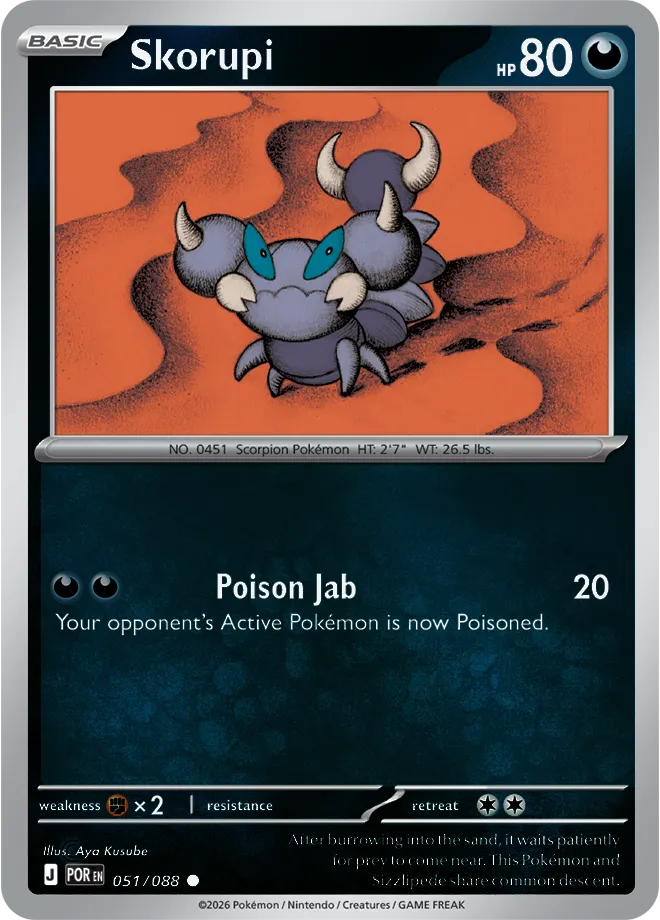 BASIC
Skorupi
HP 80
NO. 0451 Scorpion Pokémon HT: 2'7" WT: 26.5 lbs.
Poison Jab 20
Your opponent's Active Pokémon is now Poisoned.
weakness ×2 resistance retreat
Illus. Aya Kusube
After burrowing into the sand, it waits patiently
for prey to come near. This Pokémon and
Sizzlipede share common descent.
J POR EN 051/088
©2026 Pokémon / Nintendo / Creatures / GAME FREAK